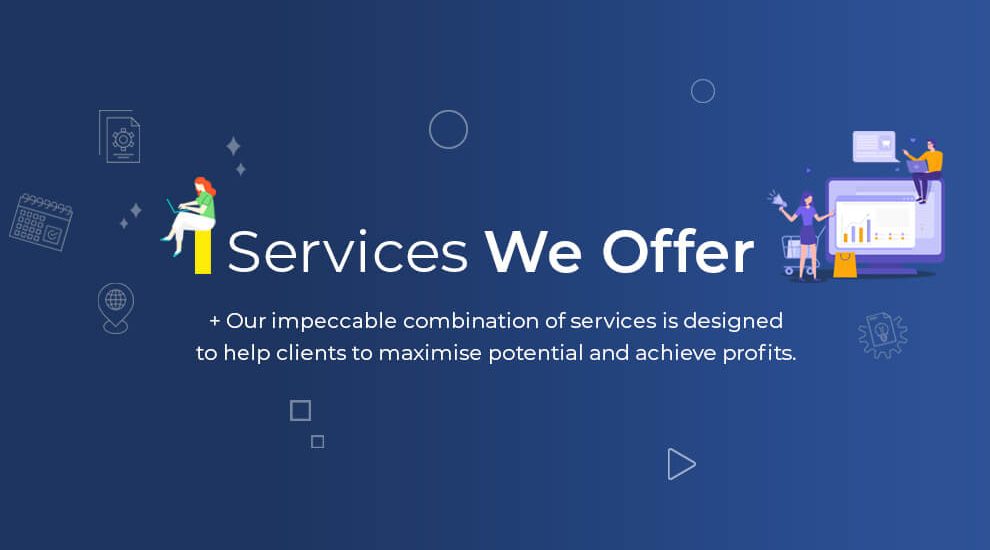 Services We Offer
+ Our impeccable combination of services is designed
to help clients to maximise potential and achieve profits.